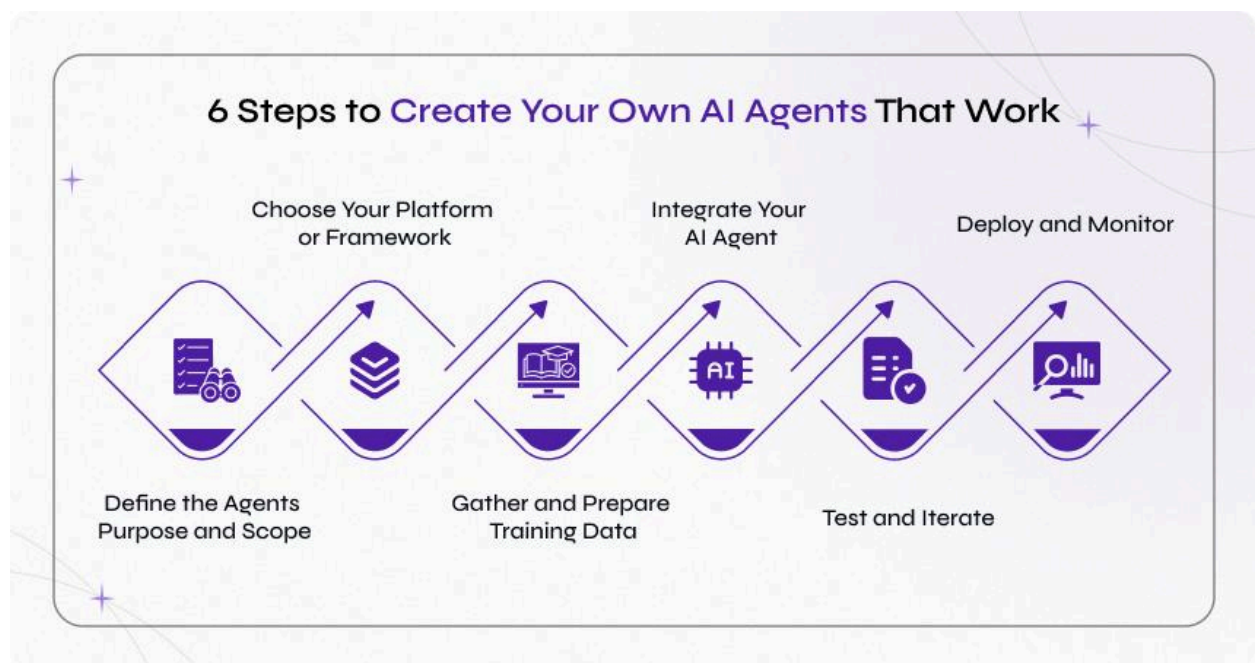 6 Steps to Create Your Own AI Agents That Work
Define the Agents
Purpose and Scope
Choose Your Platform
or Framework
Gather and Prepare
Training Data
Integrate Your
AI Agent
AI
Test and Iterate
Deploy and Monitor